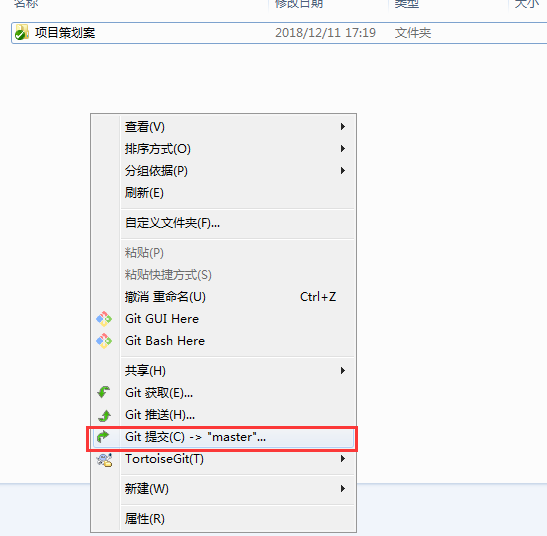 名称 修改日期 类型 大小
项目策划案 2018/12/11 17:19 文件夹
查看(V)
排序方式(O)
分组依据(P)
刷新(E)
自定义文件夹(F)...
粘贴(P)
粘贴快捷方式(S)
撤消 重命名(U) Ctrl+Z
Git GUI Here
Git Bash Here
共享(H)
Git 获取(E)...
Git 推送(H)...
Git 提交(C) -> "master"...
TortoiseGit(T)
新建(W)
属性(R)